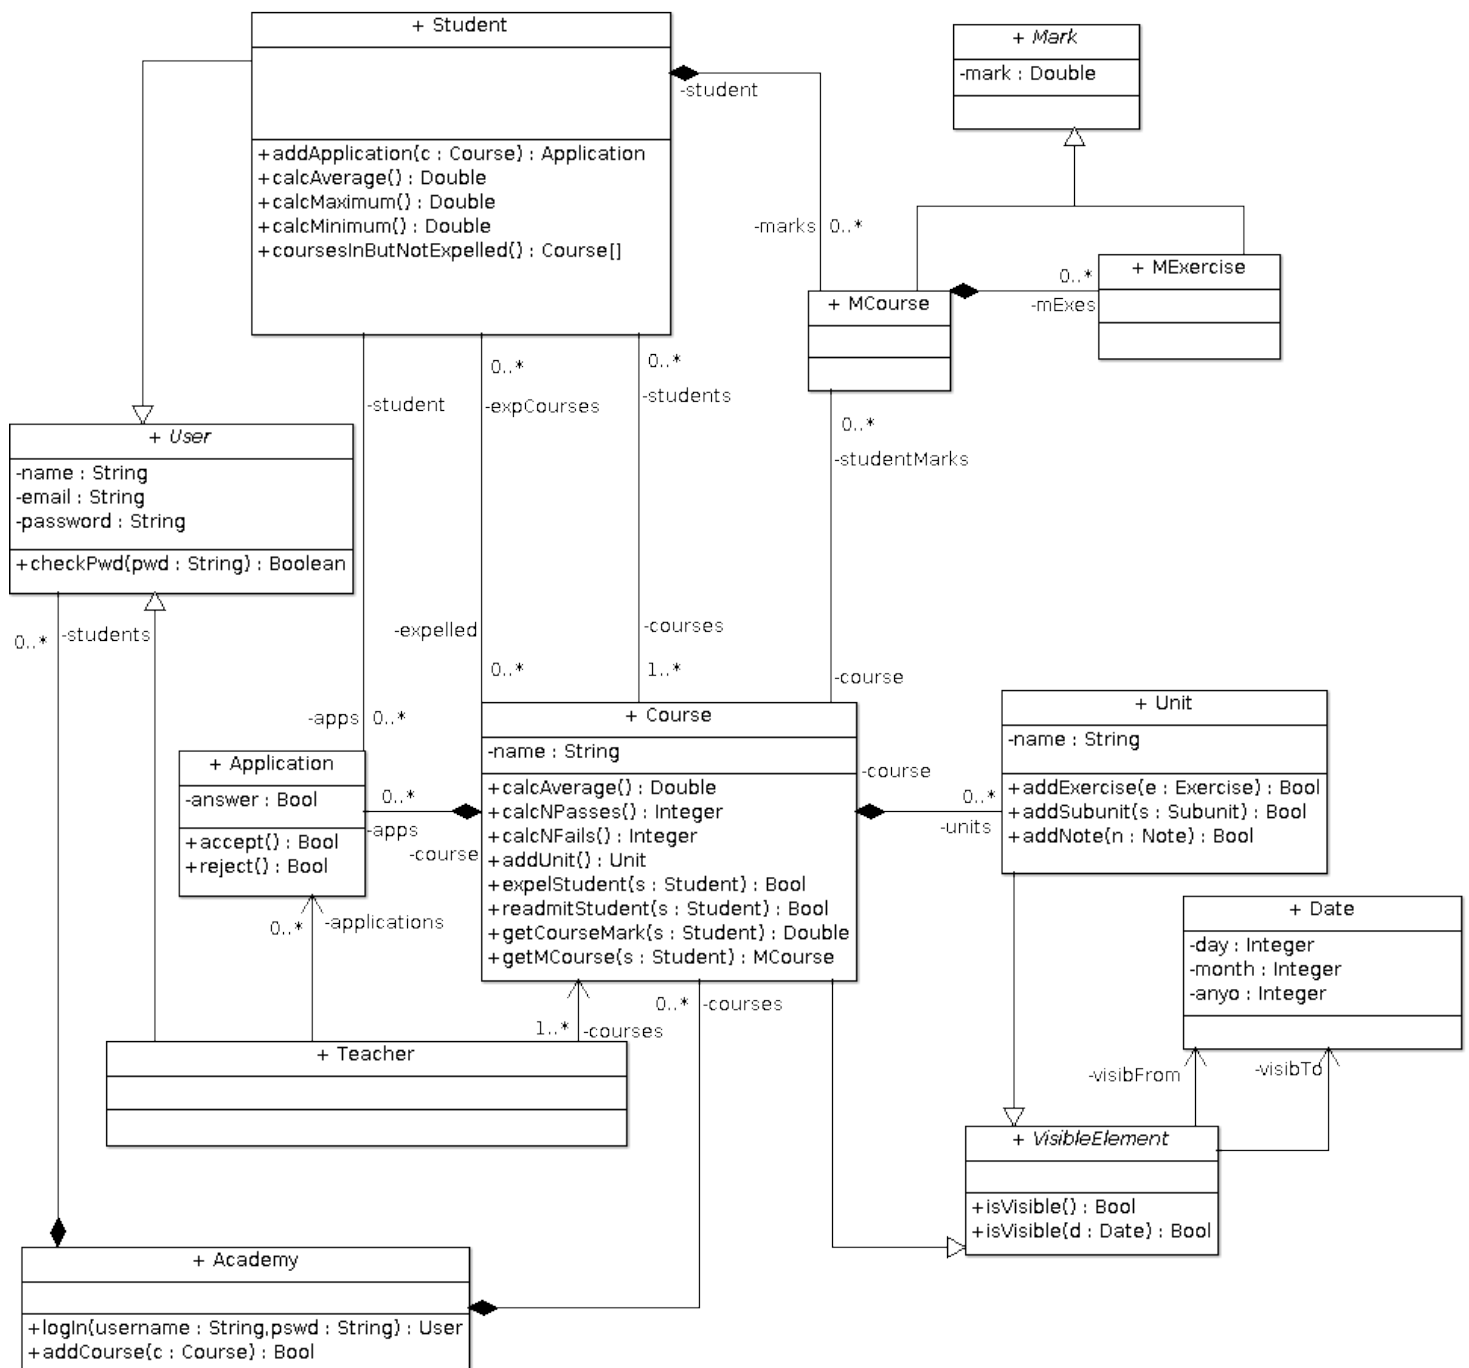 + Student
+addApplication(c : Course) : Application
+calcAverage() : Double
+calcMaximum() : Double
+calcMinimum() : Double
+coursesInButNotExpelled() : Course[]
-student
+ Mark
-mark : Double
-marks
0..*
+ MCourse
0..*
-mExes
+ MExercise
-student
0..*
-expCourses
0..*
-students
0..*
-studentMarks
+ User
-name : String
-email : String
-password : String
+checkPwd(pwd : String) : Boolean
0..*
-students
-expelled
0..*
-courses
1..*
-course
-apps
0..*
+ Application
-answer : Bool
+accept() : Bool
+reject() : Bool
0..*
-apps
-course
+ Course
-name : String
+calcAverage() : Double
+calcNPasses() : Integer
+calcNFails() : Integer
+addUnit() : Unit
+expelStudent(s : Student) : Bool
+readmitStudent(s : Student) : Bool
+getCourseMark(s : Student) : Double
+getMCourse(s : Student) : MCourse
-course
0..*
-units
+ Unit
-name : String
+addExercise(e : Exercise) : Bool
+addSubunit(s : Subunit) : Bool
+addNote(n : Note) : Bool
0..*
-applications
1..*
-courses
0..*
-courses
+ Date
-day : Integer
-month : Integer
-anyo : Integer
+ Teacher
-visibFrom
-visibTo
+ VisibleElement
+isVisible() : Bool
+isVisible(d : Date) : Bool
+ Academy
+logIn(username : String,pswd : String) : User
+addCourse(c : Course) : Bool